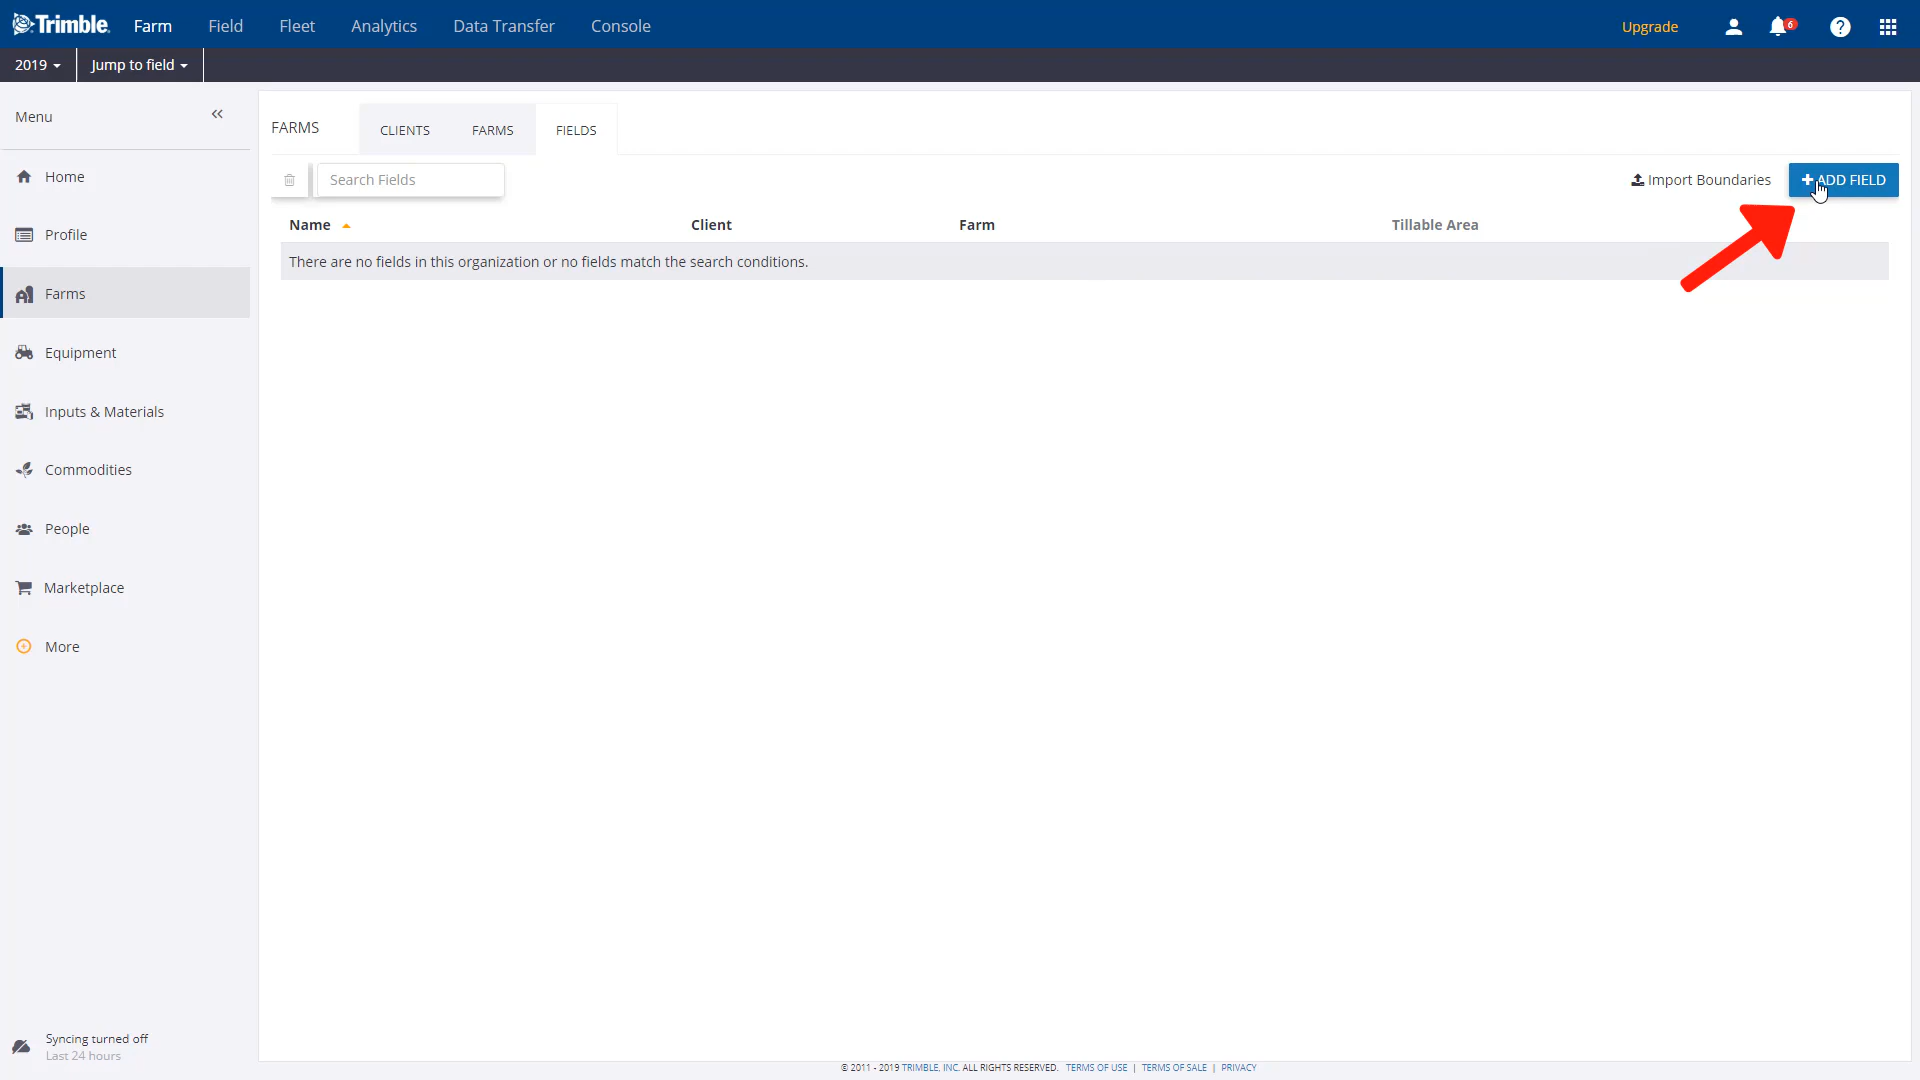 Trimble. Farm Field Fleet Analytics Data Transfer Console Upgrade 6 ?
2019 Jump to field
Menu «
Home
Profile
Farms
Equipment
Inputs & Materials
Commodities
People
Marketplace
More
Syncing turned off
Last 24 hours
FARMS CLIENTS FARMS FIELDS
Search Fields Import Boundaries + ADD FIELD
Name Client Farm Tillable Area
There are no fields in this organization or no fields match the search conditions.
© 2011 - 2019 TRIMBLE, INC. ALL RIGHTS RESERVED. TERMS OF USE | TERMS OF SALE | PRIVACY